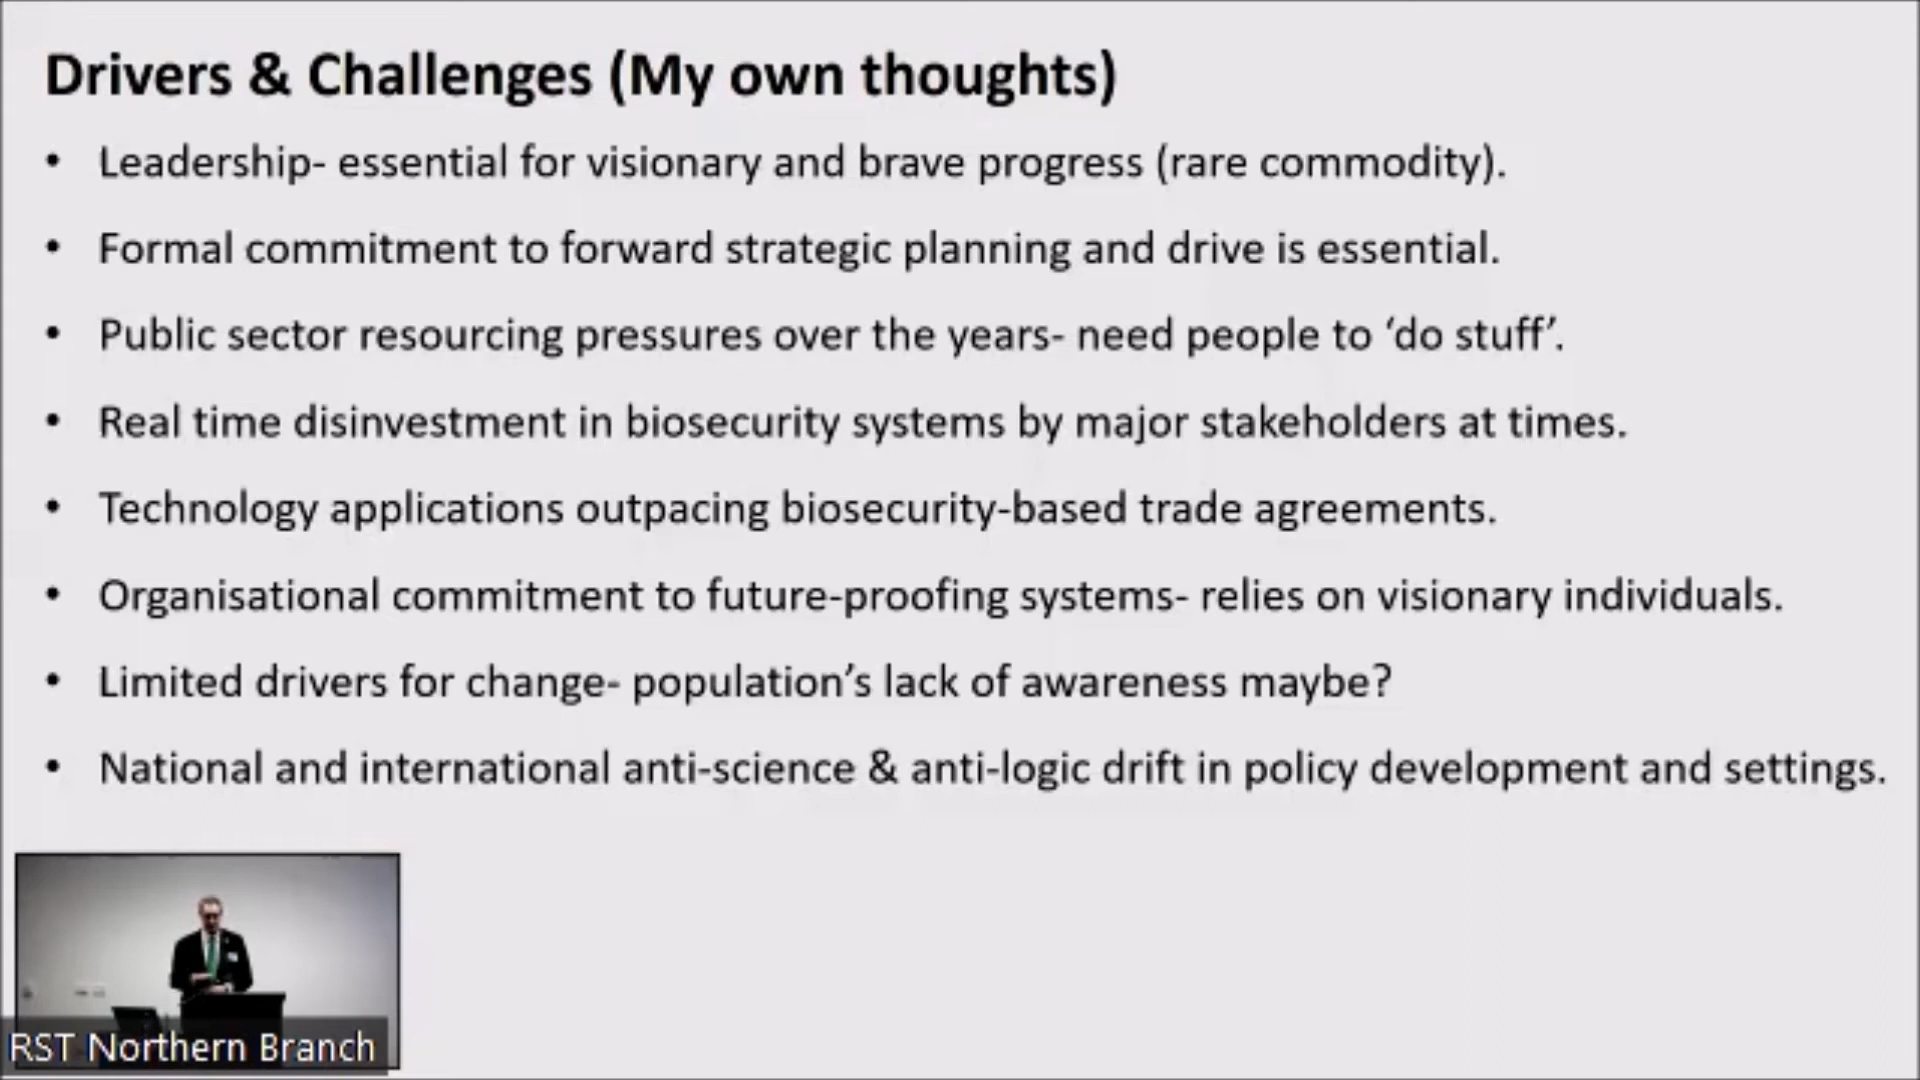 Drivers & Challenges (My own thoughts)
• Leadership- essential for visionary and brave progress (rare commodity).
• Formal commitment to forward strategic planning and drive is essential.
• Public sector resourcing pressures over the years- need people to ‘do stuff’.
• Real time disinvestment in biosecurity systems by major stakeholders at times.
• Technology applications outpacing biosecurity-based trade agreements.
• Organisational commitment to future-proofing systems- relies on visionary individuals.
• Limited drivers for change- population’s lack of awareness maybe?
• National and international anti-science & anti-logic drift in policy development and settings.
RST Northern Branch